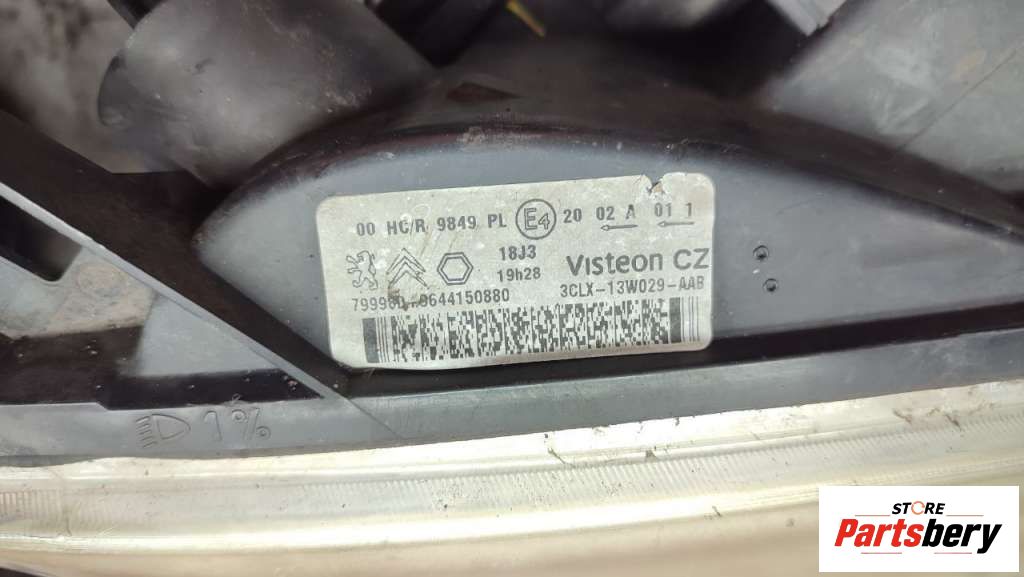 00 HC/R 9849 PL E4 20 02 A 01 1
18J3
19h28
Visteon CZ
9644150880
3CLX-13W029-AAB
1%
STORE
Partsbery